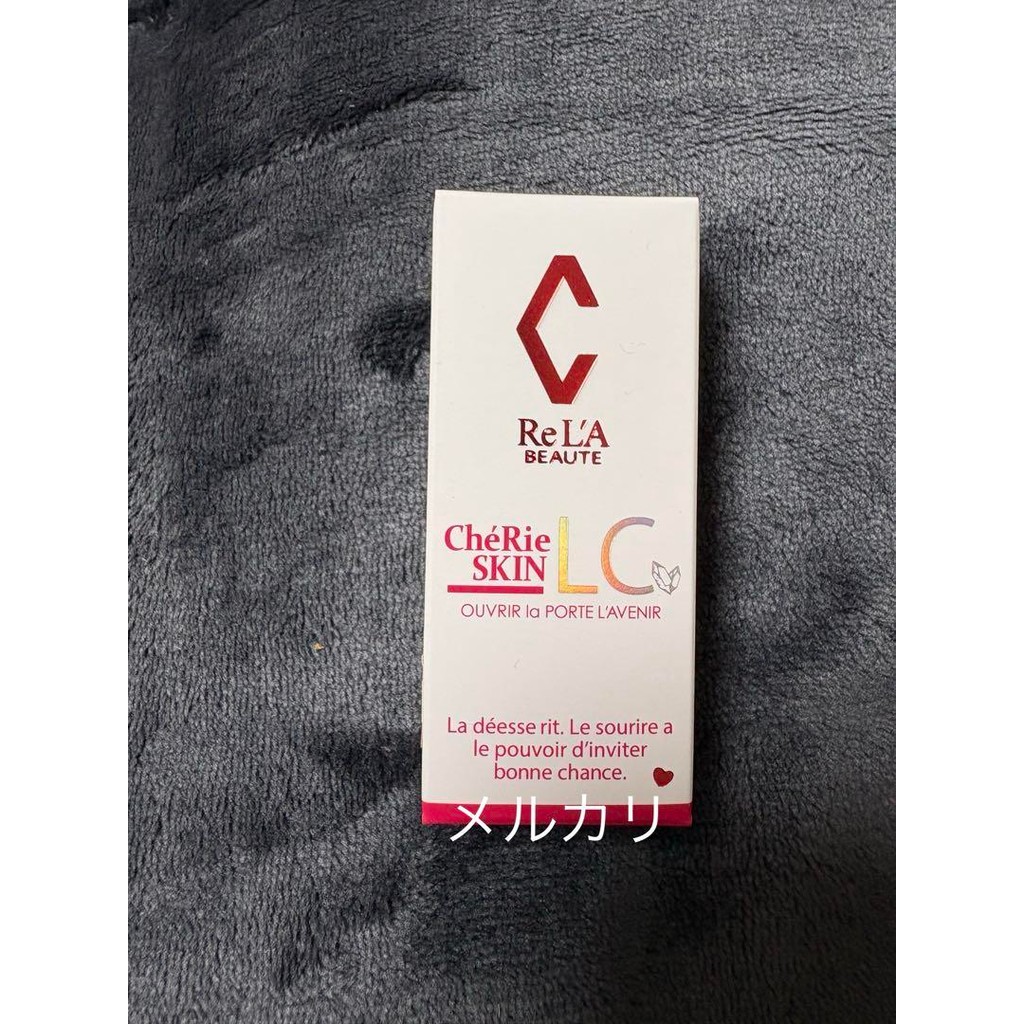 C
ReL'A
BEAUTE
ChéRie
SKIN
LC
OUVRIR la PORTE L'AVENIR
La déesse rit. Le sourire a
le pouvoir d'inviter
bonne chance.
メルカリ